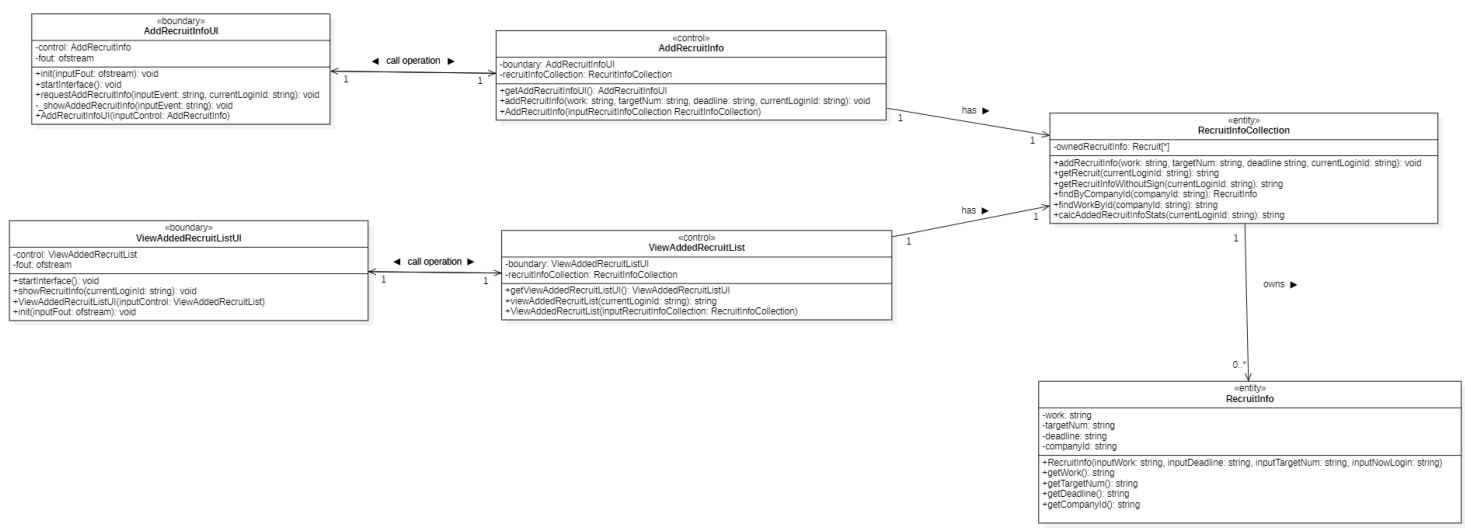 «boundary»
AddRecruitInfoUI
-control: AddRecruitInfo
-fout: ofstream
+init(inputFout: ofstream): void
+startInterface(): void
+requestAddRecruitInfo(inputEvent: string, currentLoginId: string): void
-_showAddedRecruitInfo(inputEvent: string): void
+AddRecruitInfoUI(inputControl: AddRecruitInfo)
◄ call operation ►
1
1
«control»
AddRecruitInfo
-boundary: AddRecruitInfoUI
-recruitInfoCollection: RecuritInfoCollection
+getAddRecruitInfoUI(): AddRecruitInfoUI
+addRecruitInfo(work: string, targetNum: string, deadline: string, currentLoginId: string): void
+AddRecruitInfo(inputRecruitInfoCollection RecruitInfoCollection)
has ►
1
1
«entity»
RecruitInfoCollection
-ownedRecruitInfo: Recruit[*]
+addRecruitInfo(work: string, targetNum: string, deadline string, currentLoginId: string): void
+getRecruit(currentLoginId: string): string
+getRecruitInfoWithoutSign(currentLoginId: string): string
+findByCompanyId(companyId: string): RecruitInfo
+findWorkById(companyId: string): string
+calcAddedRecruitInfoStats(currentLoginId: string): string
«boundary»
ViewAddedRecruitListUI
-control: ViewAddedRecruitList
-fout: ofstream
+startInterface(): void
+showRecruitInfo(currentLoginId: string): void
+ViewAddedRecruitListUI(inputControl: ViewAddedRecruitList)
+init(inputFout: ofstream): void
◄ call operation ►
1
1
«control»
ViewAddedRecruitList
-boundary: ViewAddedRecruitListUI
-recruitInfoCollection: RecruitInfoCollection
+getViewAddedRecruitListUI(): ViewAddedRecruitListUI
+viewAddedRecruitList(currentLoginId: string): string
+ViewAddedRecruitList(inputRecruitInfoCollection: RecruitInfoCollection)
has ►
1
1
1
owns ►
0..*
«entity»
RecruitInfo
-work: string
-targetNum: string
-deadline: string
-companyId: string
+RecruitInfo(inputWork: string, inputDeadline: string, inputTargetNum: string, inputNowLogin: string)
+getWork(): string
+getTargetNum(): string
+getDeadline(): string
+getCompanyId(): string